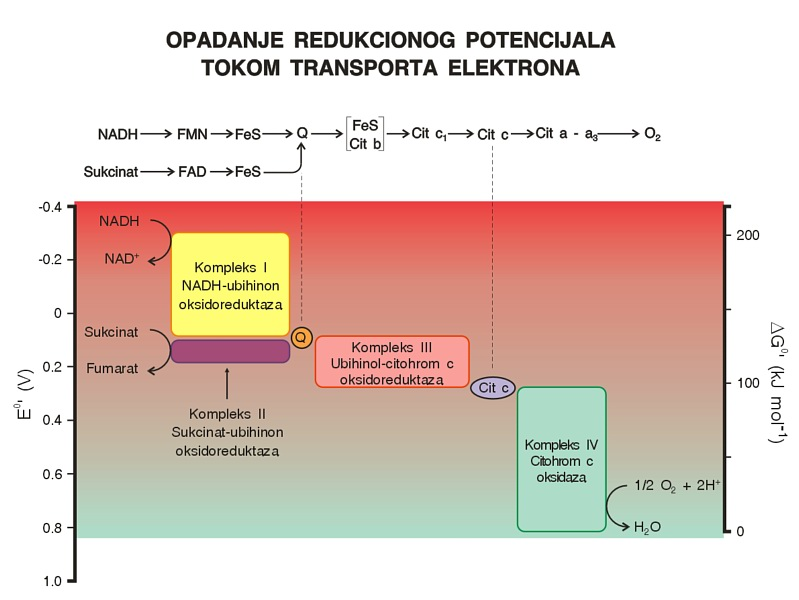 OPADANJE REDUKCIONOG POTENCIJALA
TOKOM TRANSPORTA ELEKTRONA
NADH → FMN → FeS → Q → [FeS Cit b] → Cit c₁ → Cit c → Cit a - a₃ → O₂
Sukcinat → FAD → FeS
-0.4
-0.2
0
0.2
0.4
0.6
0.8
1.0
E⁰' (V)
NADH
NAD⁺
Sukcinat
Fumarat
Kompleks I
NADH-ubihinon
oksidoreduktaza
Kompleks II
Sukcinat-ubihinon
oksidoreduktaza
Q
Kompleks III
Ubihinol-citohrom c
oksidoreduktaza
Cit c
Kompleks IV
Citohrom c
oksidaza
1/2 O₂ + 2H⁺
H₂O
200
100
0
ΔG⁰' (kJ mol⁻¹)